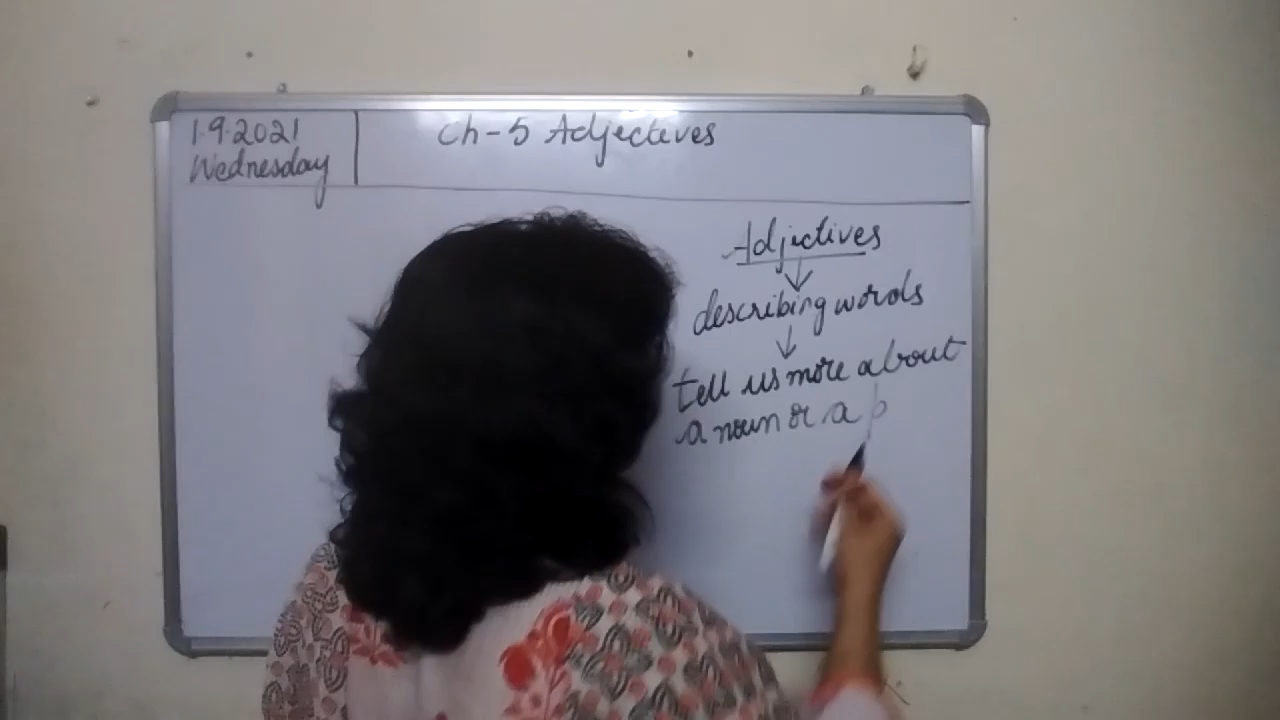 1.9.2021
Wednesday
Ch-5 Adjectives
Adjectives
describing words
tell us more about
a noun or a p